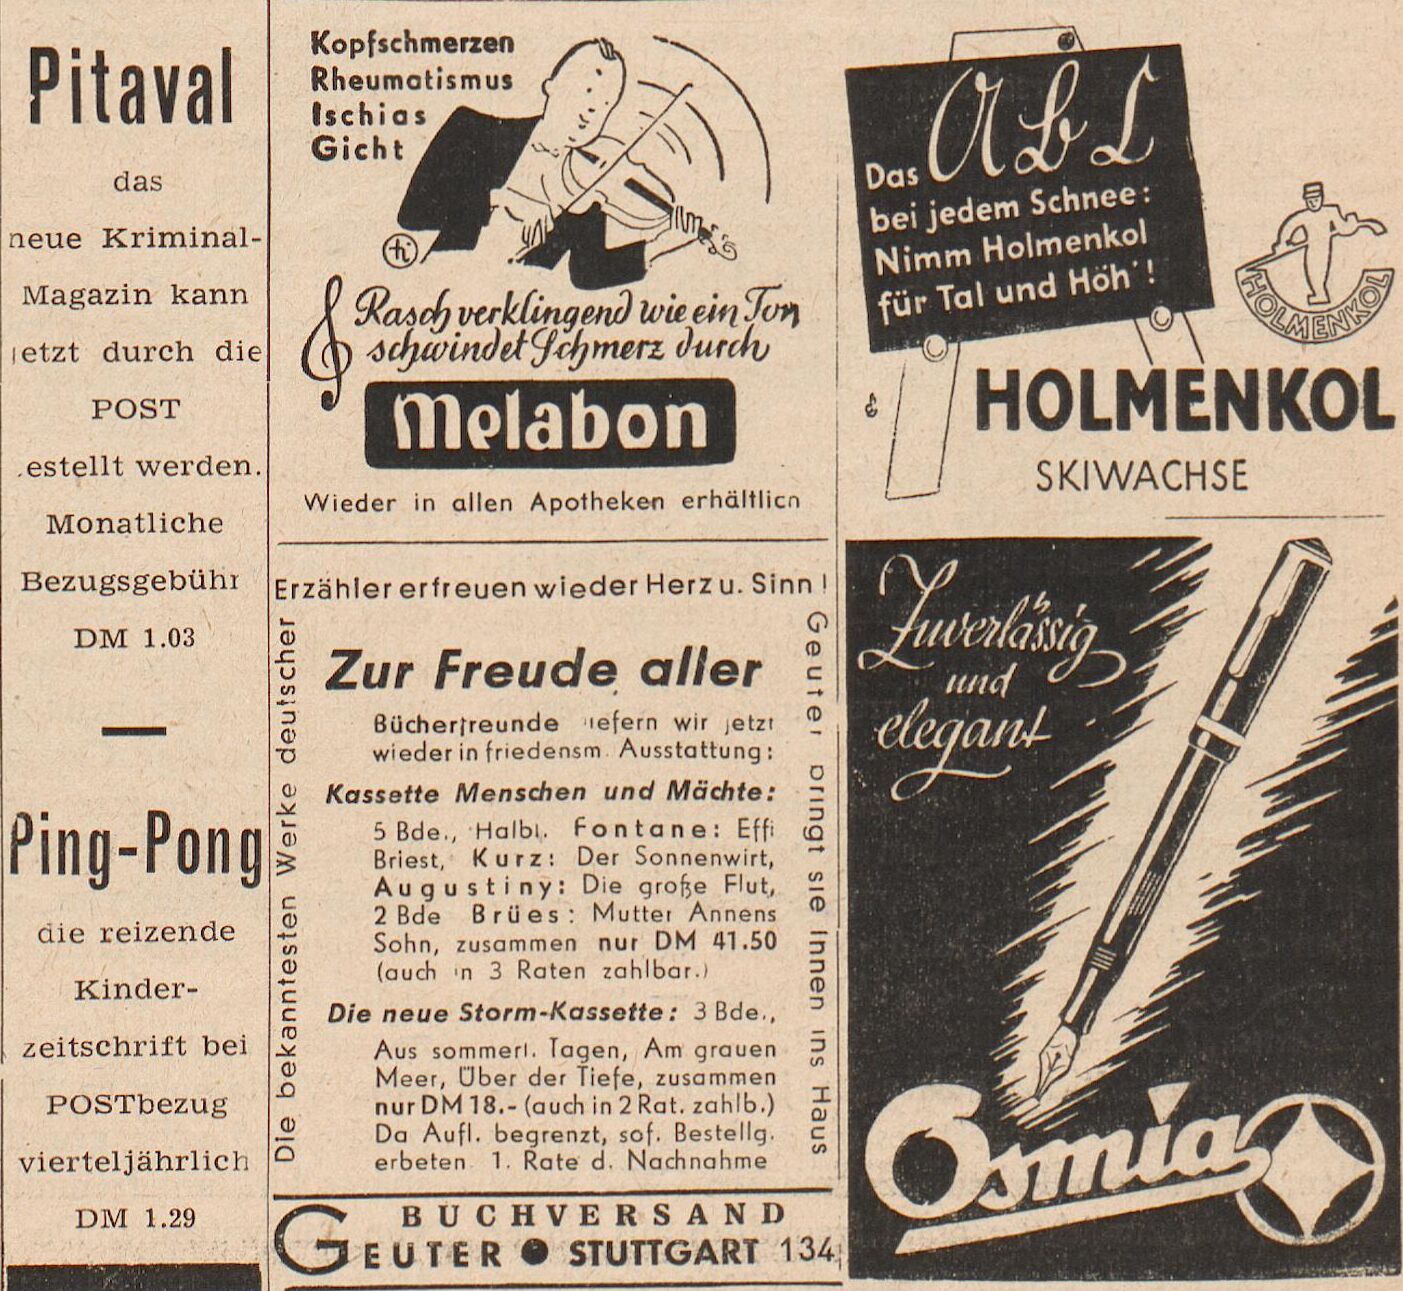 Pitaval
das
neue Kriminal-
Magazin kann
jetzt durch die
POST
estellt werden.
Monatliche
Bezugsgebühr
DM 1.03
Ping-Pong
die reizende
Kinder-
zeitschrift bei
POSTbezug
vierteljährlich
DM 1.29
Kopfschmerzen
Rheumatismus
Ischias
Gicht
Rasch verklingend wie ein Ton
schwindet Schmerz durch
Melabon
Wieder in allen Apotheken erhältlich
Die bekanntesten Werke deutscher
Erzähler erfreuen wieder Herz u. Sinn!
Geuter bringt sie Ihnen ins Haus
Zur Freude aller
Bücherfreunde liefern wir jetzt
wieder in friedensm. Ausstattung:
Kassette Menschen und Mächte:
5 Bde., Halbl. Fontane: Effi
Briest, Kurz: Der Sonnenwirt,
Augustiny: Die große Flut,
2 Bde Brües: Mutter Annens
Sohn, zusammen nur DM 41.50
(auch in 3 Raten zahlbar.)
Die neue Storm-Kassette: 3 Bde.,
Aus sommerl. Tagen, Am grauen
Meer, Über der Tiefe, zusammen
nur DM 18.- (auch in 2 Rat. zahlb.)
Da Aufl. begrenzt, sof. Bestellg.
erbeten. 1. Rate d. Nachnahme
BUCHVERSAND
GEUTER • STUTTGART 134
Das AbC
bei jedem Schnee:
Nimm Holmenkol
für Tal und Höh'!
HOLMENKOL
HOLMENKOL
SKIWACHSE
Zuverlässig
und
elegant
Osmia